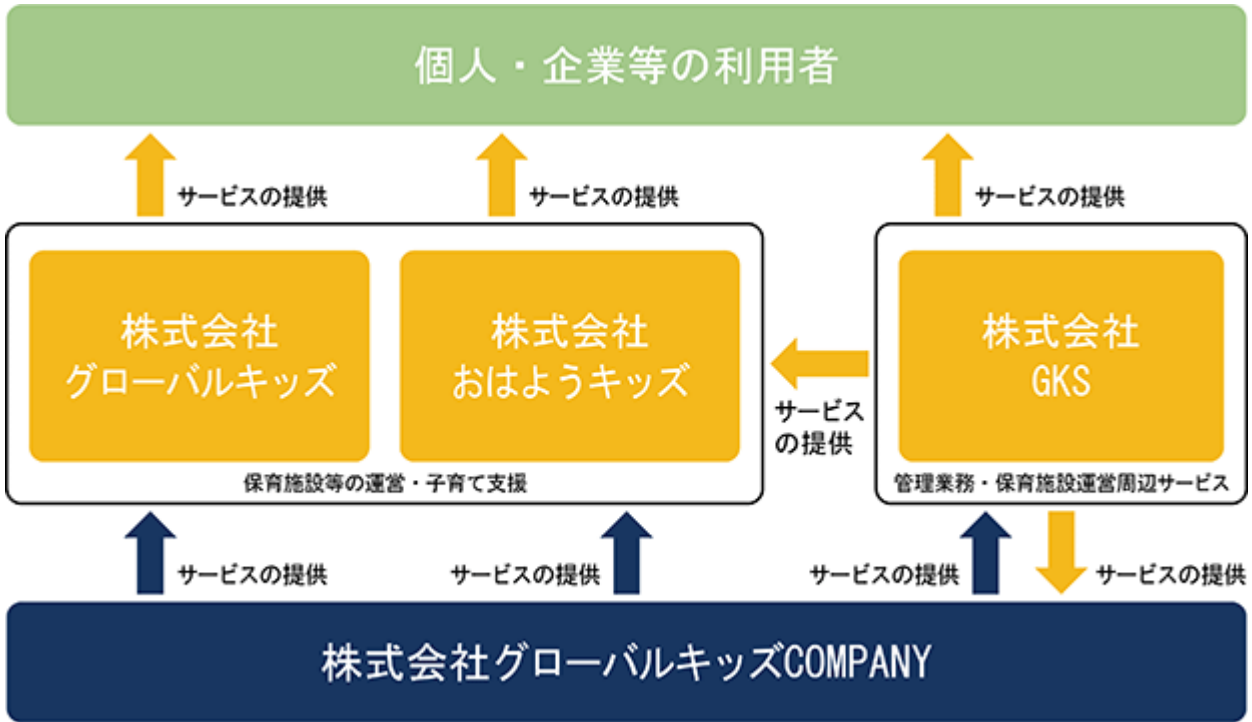 個人・企業等の利用者
サービスの提供
サービスの提供
サービスの提供
株式会社
グローバルキッズ
株式会社
おはようキッズ
保育施設等の運営・子育て支援
サービス
の提供
株式会社
GKS
管理業務・保育施設運営周辺サービス
サービスの提供
サービスの提供
サービスの提供
サービスの提供
株式会社グローバルキッズCOMPANY